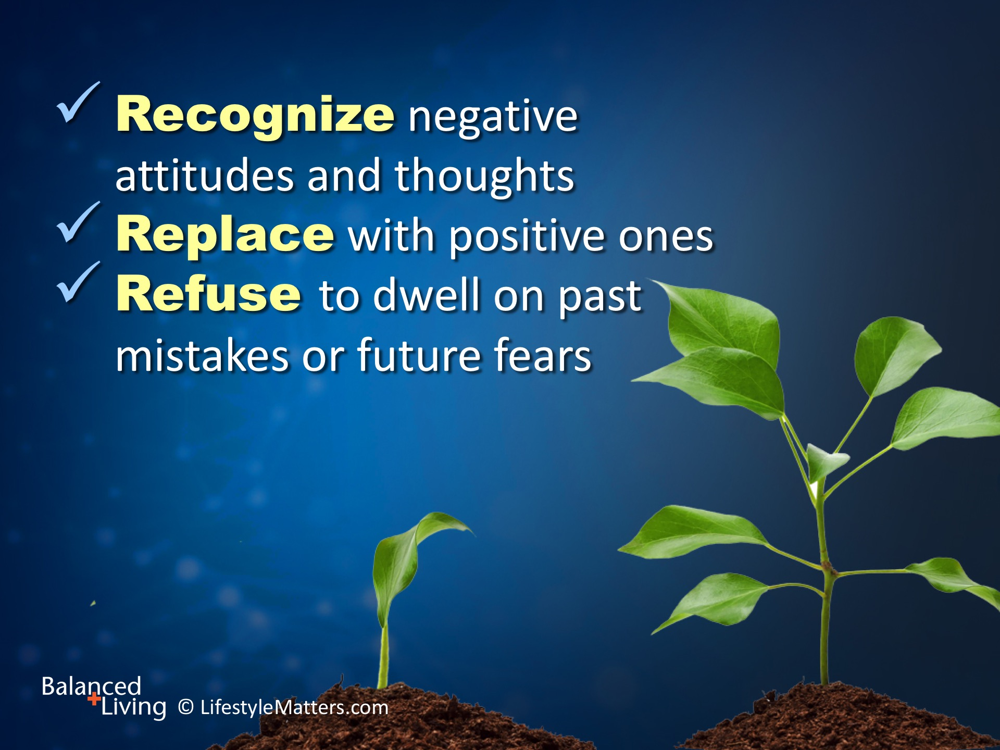 ✓ Recognize negative
attitudes and thoughts
✓ Replace with positive ones
✓ Refuse to dwell on past
mistakes or future fears
Balanced
+Living © LifestyleMatters.com